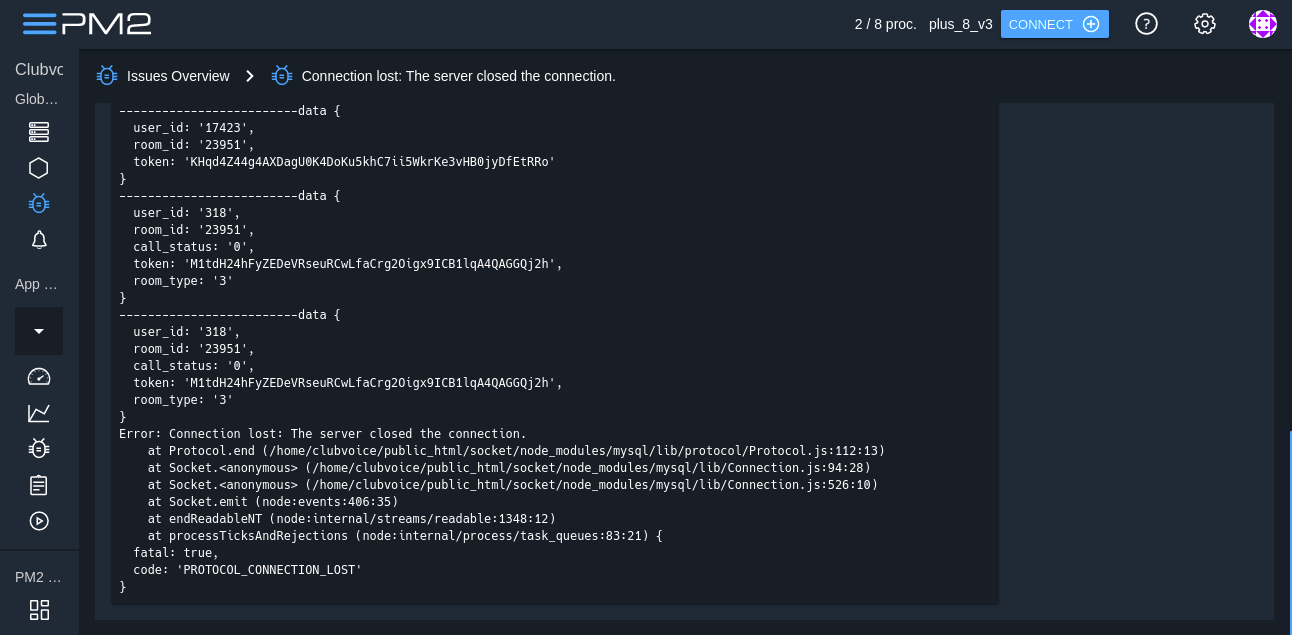 PM2
2 / 8 proc.
plus_8_v3
CONNECT
Clubvo
Glob...
App ...
PM2 ...
Issues Overview
Connection lost: The server closed the connection.
-------------------------data {
user_id: '17423',
room_id: '23951',
token: 'KHqd4Z44g4AXDagU0K4DoKu5khC7ii5WkrKe3vHB0jyDfEtRRo'
}
-------------------------data {
user_id: '318',
room_id: '23951',
call_status: '0',
token: 'M1tdH24hFyZEDeVRseuRCwLfaCrg2Oigx9ICB1lqA4QAGGQj2h',
room_type: '3'
}
-------------------------data {
user_id: '318',
room_id: '23951',
call_status: '0',
token: 'M1tdH24hFyZEDeVRseuRCwLfaCrg2Oigx9ICB1lqA4QAGGQj2h',
room_type: '3'
}
Error: Connection lost: The server closed the connection.
at Protocol.end (/home/clubvoice/public_html/socket/node_modules/mysql/lib/protocol/Protocol.js:112:13)
at Socket.<anonymous> (/home/clubvoice/public_html/socket/node_modules/mysql/lib/Connection.js:94:28)
at Socket.<anonymous> (/home/clubvoice/public_html/socket/node_modules/mysql/lib/Connection.js:526:10)
at Socket.emit (node:events:406:35)
at endReadableNT (node:internal/streams/readable:1348:12)
at processTicksAndRejections (node:internal/process/task_queues:83:21) {
fatal: true,
code: 'PROTOCOL_CONNECTION_LOST'
}